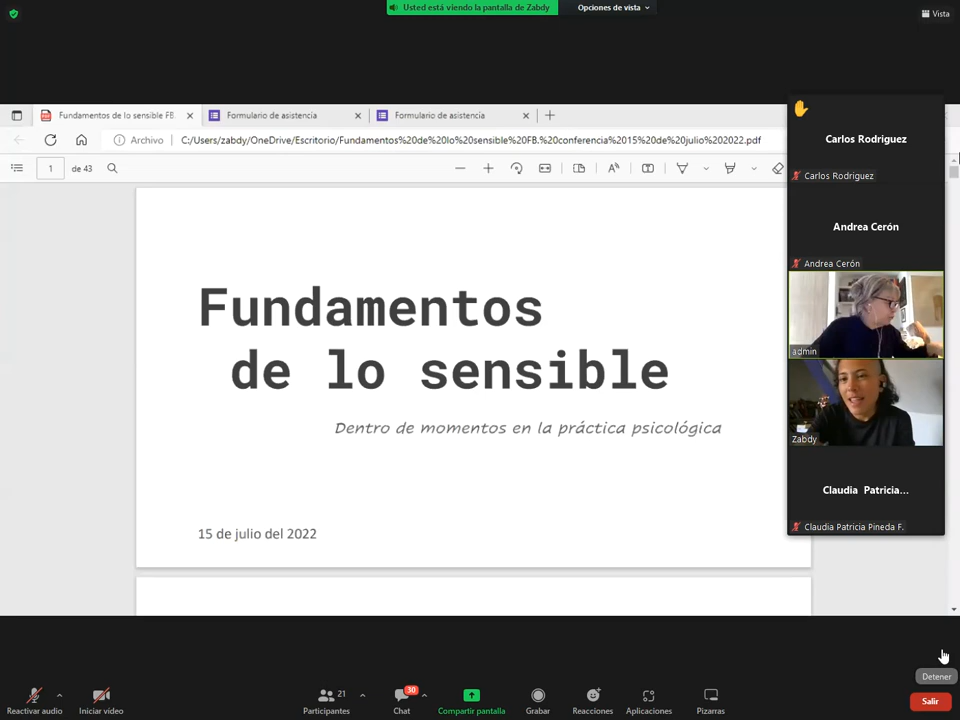 Usted está viendo la pantalla de Zabdy
Opciones de vista
Vista
Fundamentos de lo sensible FB.
Formulario de asistencia
Formulario de asistencia
Archivo
C:/Users/zabdy/OneDrive/Escritorio/Fundamentos%20de%20lo%20sensible%20FB.%20conferencia%2015%20de%20julio%202022.pdf
1 de 43
Fundamentos
de lo sensible
Dentro de momentos en la práctica psicológica
15 de julio del 2022
Carlos Rodriguez
Carlos Rodriguez
Andrea Cerón
Andrea Cerón
admin
Zabdy
Claudia Patricia...
Claudia Patricia Pineda F.
Detener
Reactivar audio
Iniciar video
21
Participantes
30
Chat
Compartir pantalla
Grabar
Reacciones
Aplicaciones
Pizarras
Salir